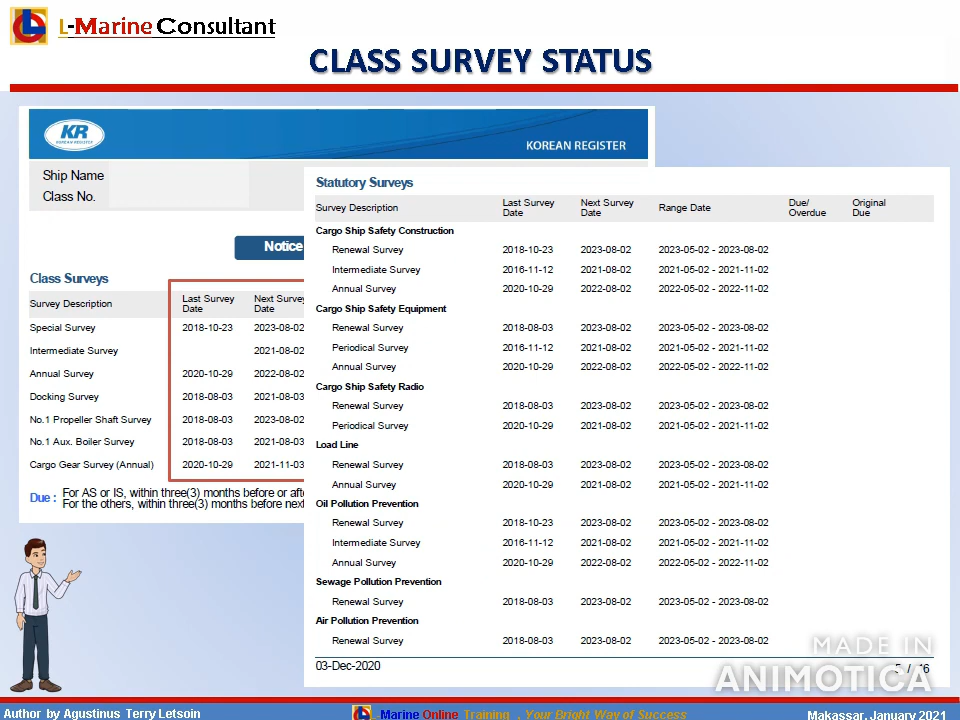 L-Marine Consultant
CLASS SURVEY STATUS
KR
KOREAN REGISTER
KOREAN REGISTER
Ship Name
Class No.
Notice
Class Surveys
Survey Description Last Survey Date Next Survey Date
Special Survey 2018-10-23 2023-08-02
Intermediate Survey 2021-08-02
Annual Survey 2020-10-29 2022-08-02
Docking Survey 2018-08-03 2021-08-03
No.1 Propeller Shaft Survey 2018-08-03 2023-08-02
No.1 Aux. Boiler Survey 2018-08-03 2021-08-03
Cargo Gear Survey (Annual) 2020-10-29 2021-11-03
Due : For AS or IS, within three(3) months before or
For the others, within three(3) months before next
Statutory Surveys
Survey Description Last Survey Date Next Survey Date Range Date Due/ Overdue Original Due
Cargo Ship Safety Construction
Renewal Survey 2018-10-23 2023-08-02 2023-05-02 - 2023-08-02
Intermediate Survey 2016-11-12 2021-08-02 2021-05-02 - 2021-11-02
Annual Survey 2020-10-29 2022-08-02 2022-05-02 - 2022-11-02
Cargo Ship Safety Equipment
Renewal Survey 2018-08-03 2023-08-02 2023-05-02 - 2023-08-02
Periodical Survey 2016-11-12 2021-08-02 2021-05-02 - 2021-11-02
Annual Survey 2020-10-29 2022-08-02 2022-05-02 - 2022-11-02
Cargo Ship Safety Radio
Renewal Survey 2018-08-03 2023-08-02 2023-05-02 - 2023-08-02
Periodical Survey 2020-10-29 2021-08-02 2021-05-02 - 2021-11-02
Load Line
Renewal Survey 2018-08-03 2023-08-02 2023-05-02 - 2023-08-02
Annual Survey 2020-10-29 2021-08-02 2021-05-02 - 2021-11-02
Oil Pollution Prevention
Renewal Survey 2018-10-23 2023-08-02 2023-05-02 - 2023-08-02
Intermediate Survey 2016-11-12 2021-08-02 2021-05-02 - 2021-11-02
Annual Survey 2020-10-29 2022-08-02 2022-05-02 - 2022-11-02
Sewage Pollution Prevention
Renewal Survey 2018-08-03 2023-08-02 2023-05-02 - 2023-08-02
Air Pollution Prevention
Renewal Survey 2018-08-03 2023-08-02 2023-05-02 - 2023-08-02
03-Dec-2020 5 / 16
MADE IN
ANIMOTICA
Author by Agustinus Terry Letsoin
L-Marine Online Training , Your Bright Way of Success
Makassar, January 2021